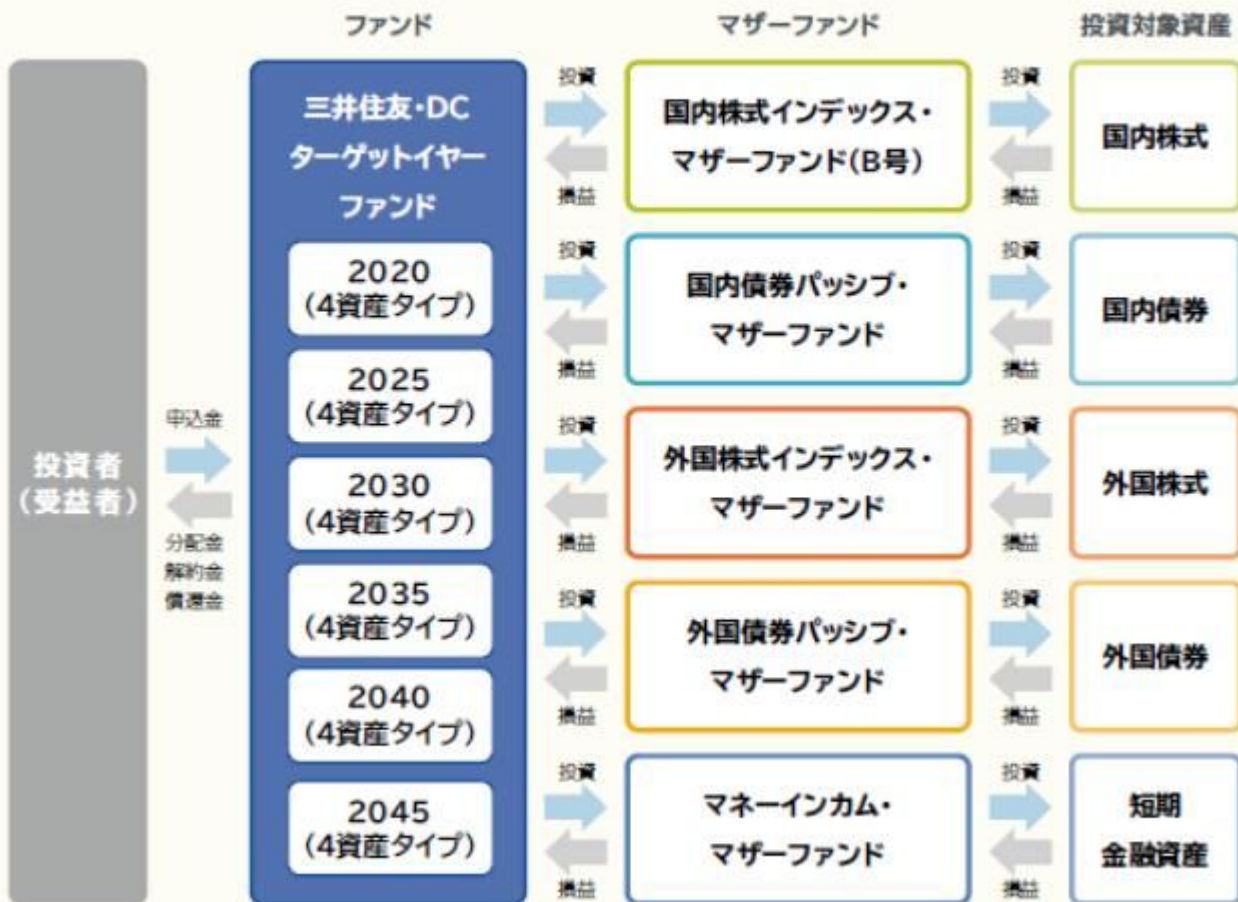 ファンド
マザーファンド
投資対象資産
投資者
(受益者)
申込金
分配金
解約金
償還金
三井住友・DC
ターゲットイヤー
ファンド
2020
(4資産タイプ)
2025
(4資産タイプ)
2030
(4資産タイプ)
2035
(4資産タイプ)
2040
(4資産タイプ)
2045
(4資産タイプ)
投資
損益
国内株式インデックス・
マザーファンド(B号)
投資
損益
国内株式
投資
損益
国内債券パッシブ・
マザーファンド
投資
損益
国内債券
投資
損益
外国株式インデックス・
マザーファンド
投資
損益
外国株式
投資
損益
外国債券パッシブ・
マザーファンド
投資
損益
外国債券
投資
損益
マネーインカム・
マザーファンド
投資
損益
短期
金融資産